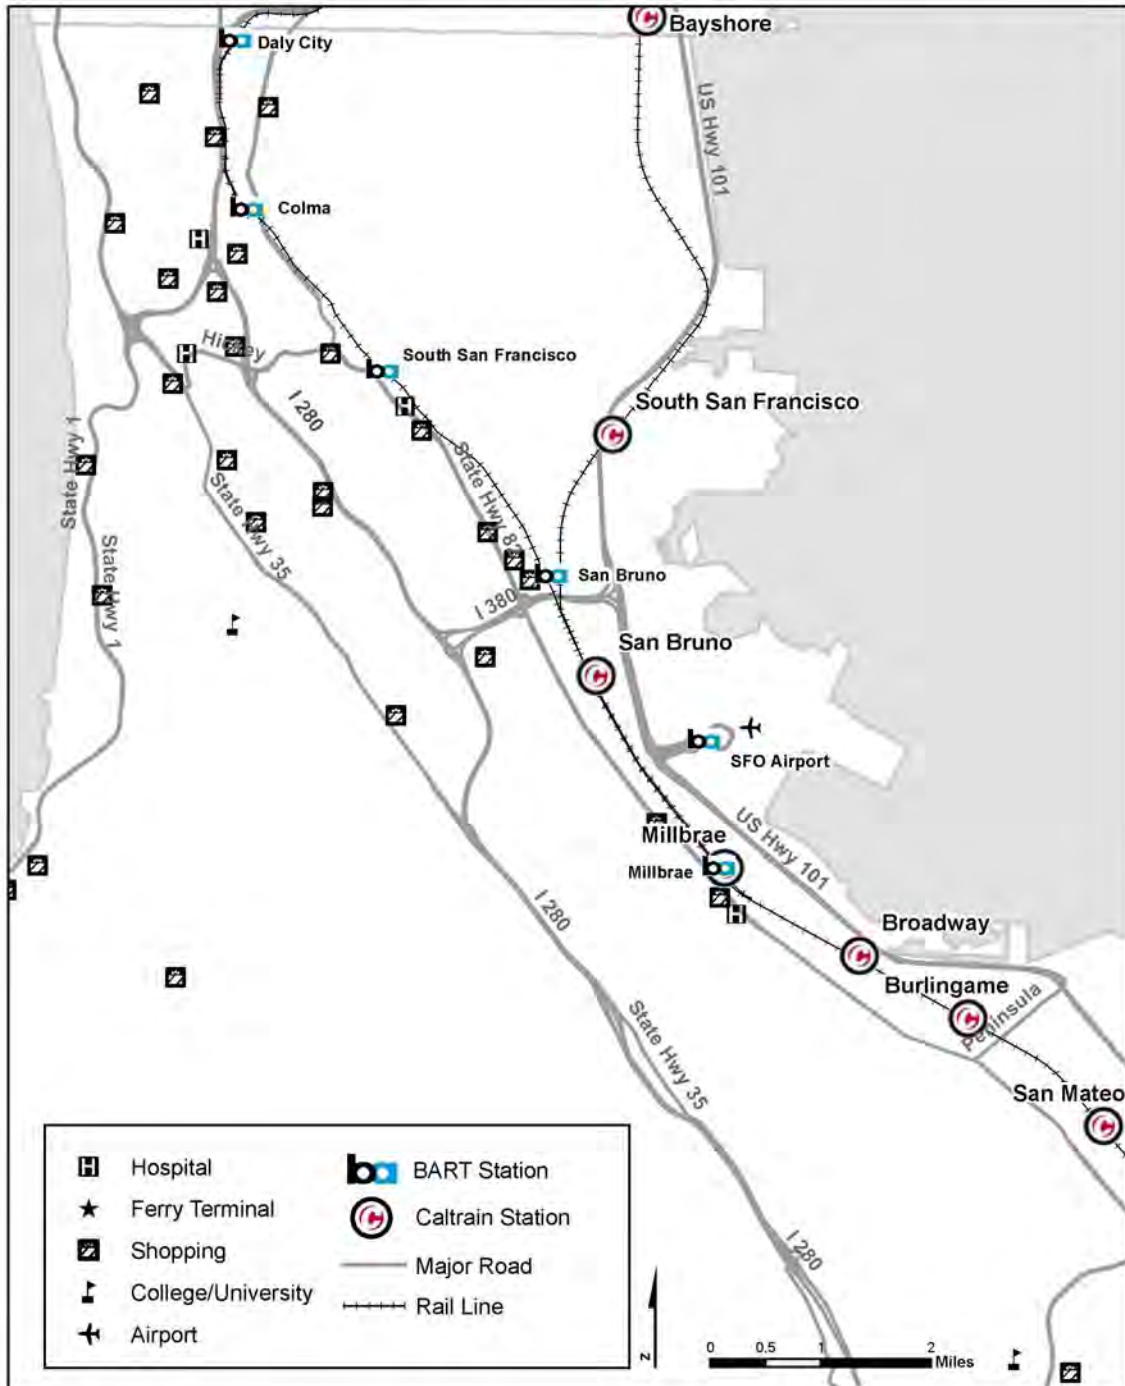 Bayshore
Daly City
US Hwy 101
Colma
South San Francisco
I 280
South San Francisco
State Hwy 1
State Hwy 35
State Hwy 82
State Hwy 1
San Bruno
I 380
San Bruno
SFO Airport
Millbrae
Millbrae
US Hwy 101
I 280
Broadway
Burlingame
Peninsula
State Hwy 35
San Mateo
I 280
Hospital
Ferry Terminal
Shopping
College/University
Airport
BART Station
Caltrain Station
Major Road
Rail Line
z
0 0.5 1 2
Miles